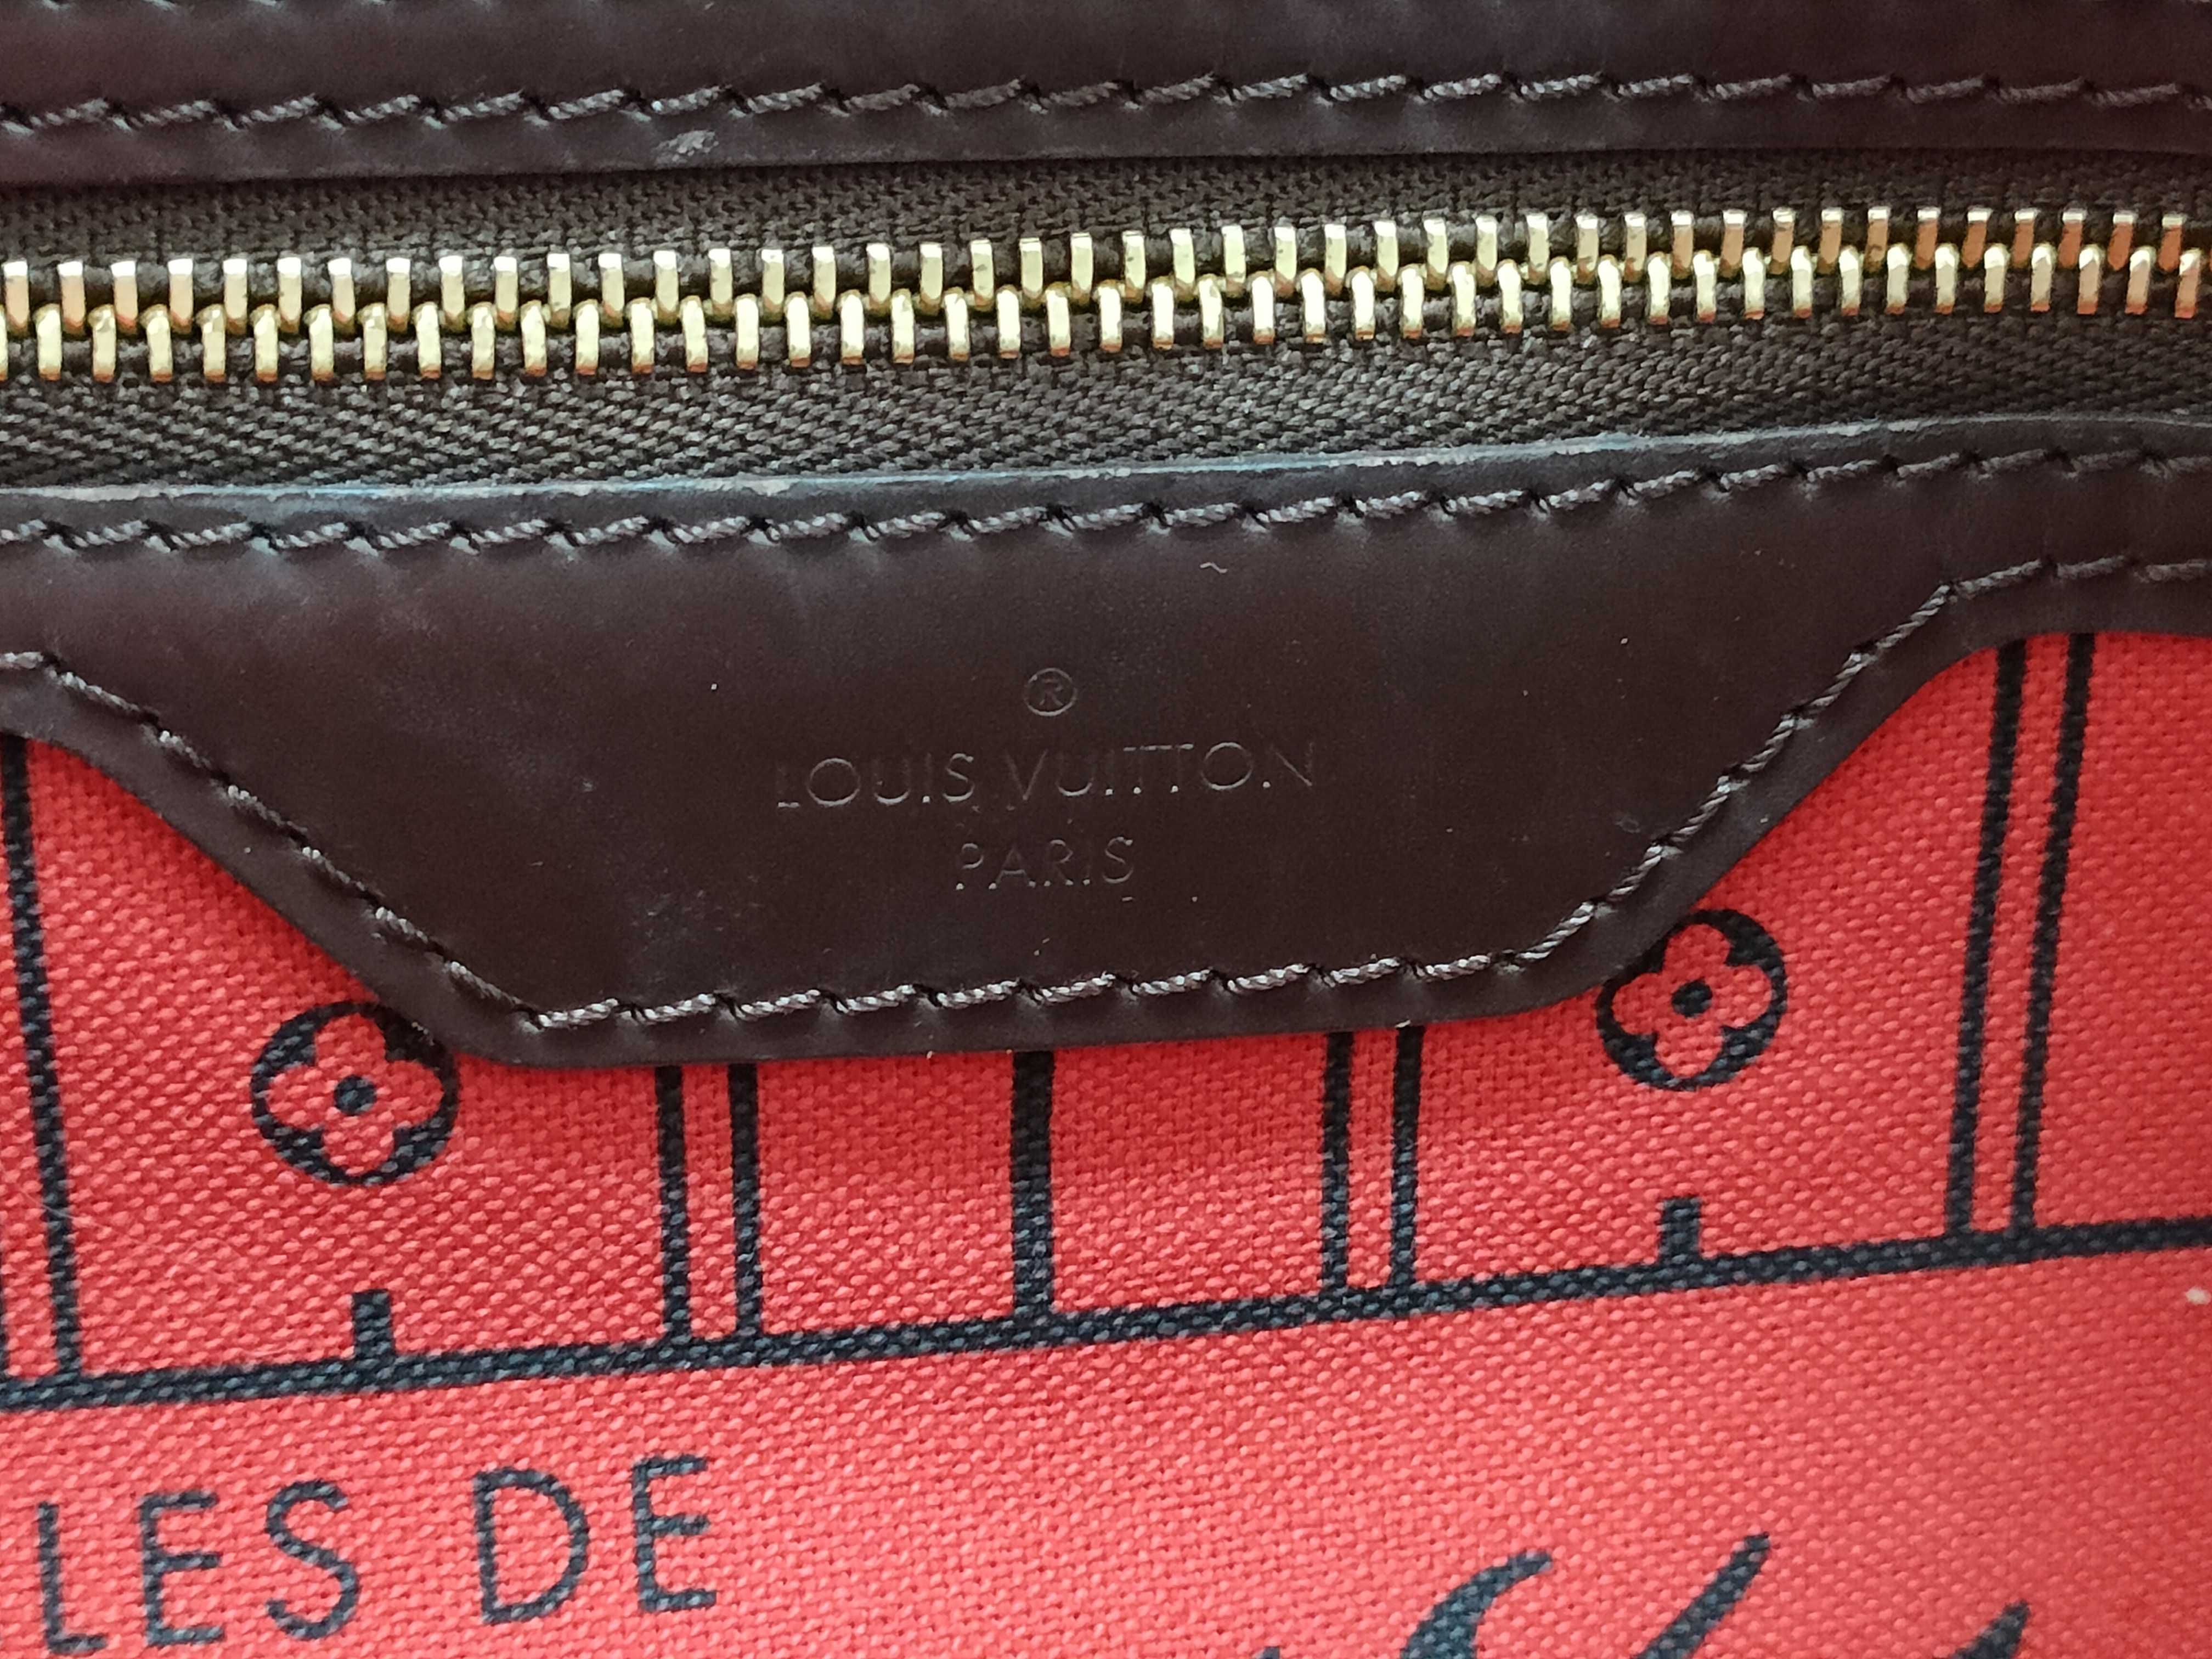 ®
LOUIS VUITTON
PARIS
LES DE